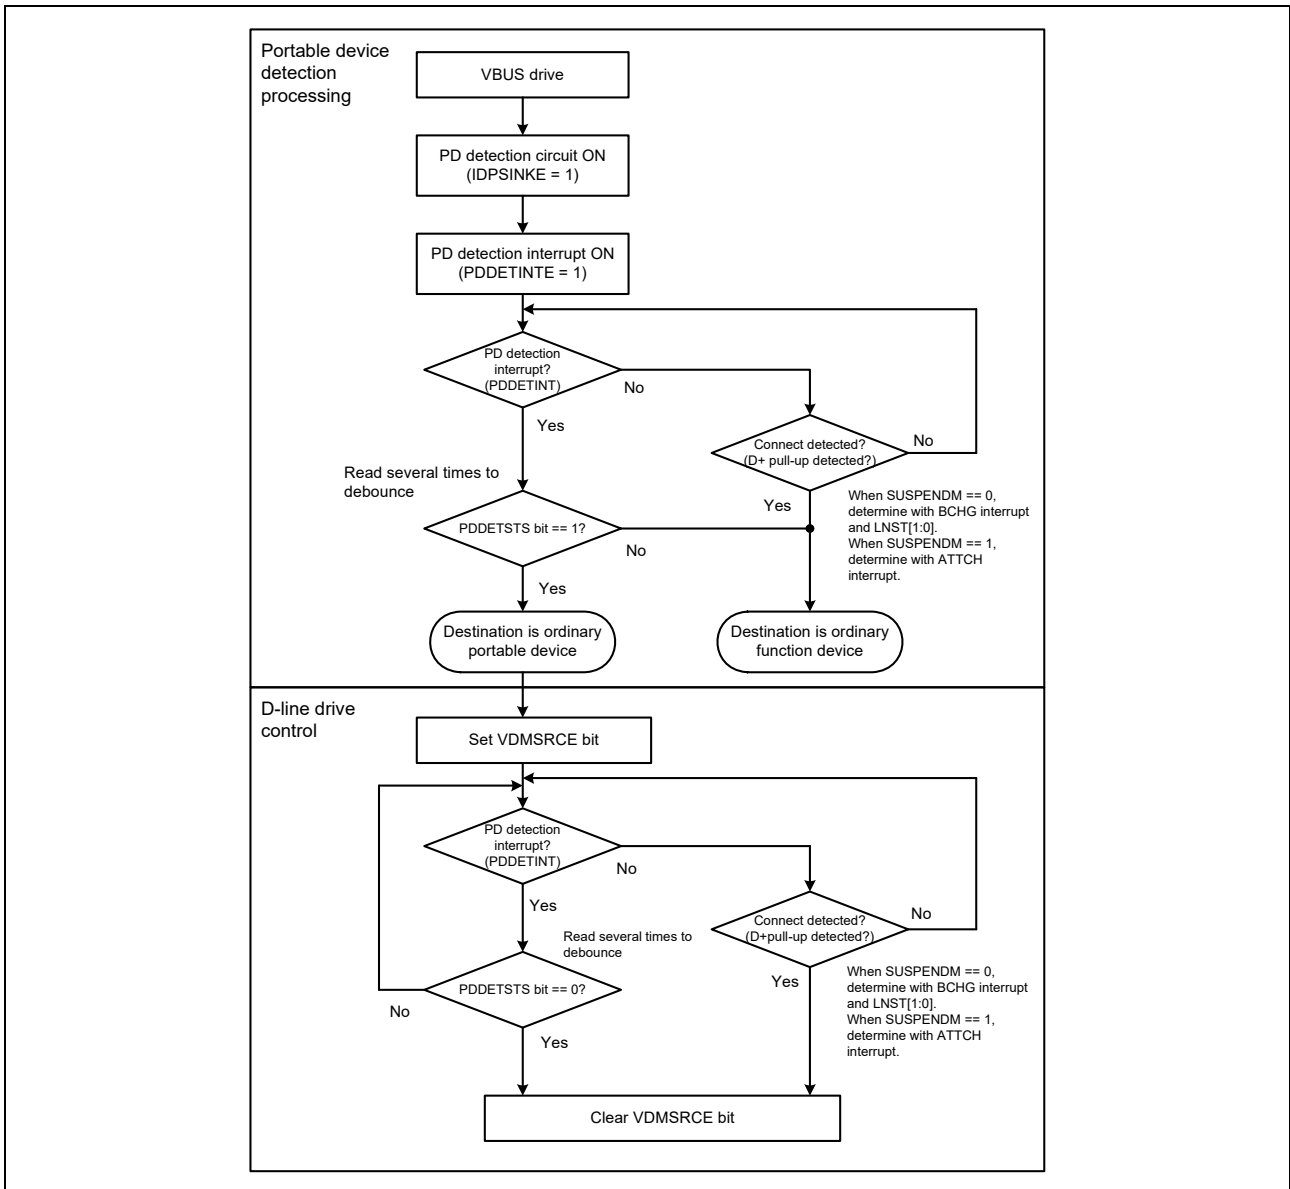 Portable device
detection
processing
VBUS drive
PD detection circuit ON
(IDPSINKE = 1)
PD detection interrupt ON
(PDDETINTE = 1)
PD detection
interrupt?
(PDDETINT)
No
Yes
Connect detected?
(D+ pull-up detected?)
No
Read several times to
debounce
Yes
When SUSPENDM == 0,
determine with BCHG interrupt
and LNST[1:0].
When SUSPENDM == 1,
determine with ATTCH
interrupt.
PDDETSTS bit == 1?
No
Yes
Destination is ordinary
portable device
Destination is ordinary
function device
D-line drive
control
Set VDMSRCE bit
PD detection
interrupt?
(PDDETINT)
No
Yes
Connect detected?
(D+pull-up detected?)
No
Read several times to
debounce
Yes
When SUSPENDM == 0,
determine with BCHG interrupt
and LNST[1:0].
When SUSPENDM == 1,
determine with ATTCH
interrupt.
PDDETSTS bit == 0?
No
Yes
Clear VDMSRCE bit